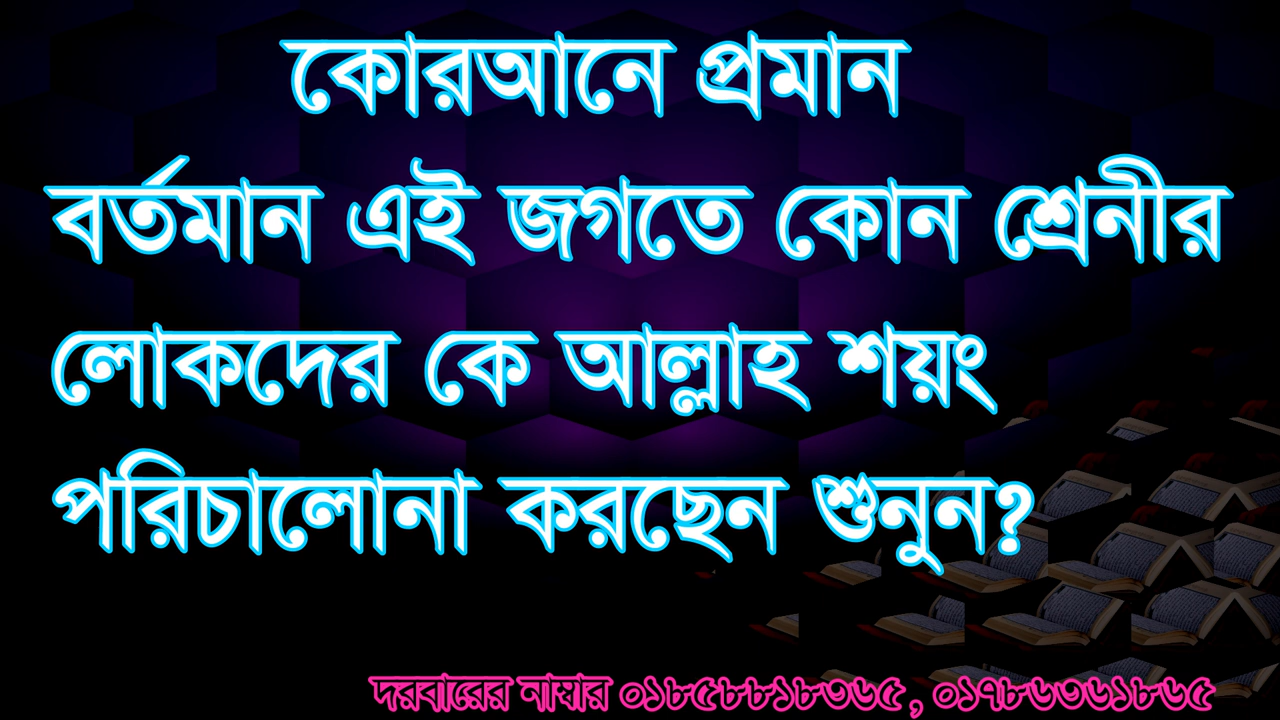 কোরআনে প্রমান
বর্তমান এই জগতে কোন শ্রেনীর
লোকদের কে আল্লাহ শয়ং
পরিচালোনা করছেন শুনুন?
দরবারের নাম্বার ০১৮৫৮৮১৮৩৬৫, ০১৭৮৬৩৬১৮৬৫